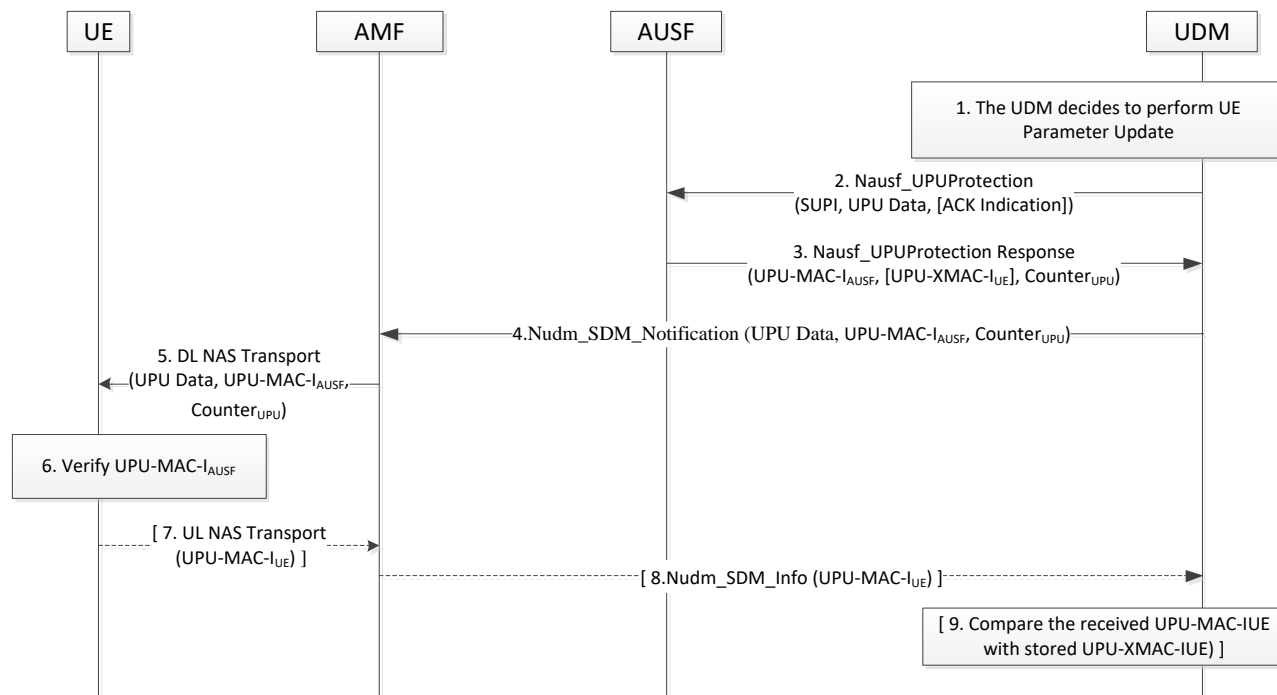 UE
AMF
AUSF
UDM
1. The UDM decides to perform UE
Parameter Update
2. Nausf_UPUProtection
(SUPI, UPU Data, [ACK Indication])
3. Nausf_UPUProtection Response
(UPU-MAC-IAUSF, [UPU-XMAC-IUE], CounterUPU)
4.Nudm_SDM_Notification (UPU Data, UPU-MAC-IAUSF, CounterUPU)
5. DL NAS Transport
(UPU Data, UPU-MAC-IAUSF,
CounterUPU)
6. Verify UPU-MAC-IAUSF
[ 7. UL NAS Transport
(UPU-MAC-IUE) ]
[ 8.Nudm_SDM_Info (UPU-MAC-IUE) ]
[ 9. Compare the received UPU-MAC-IUE
with stored UPU-XMAC-IUE) ]